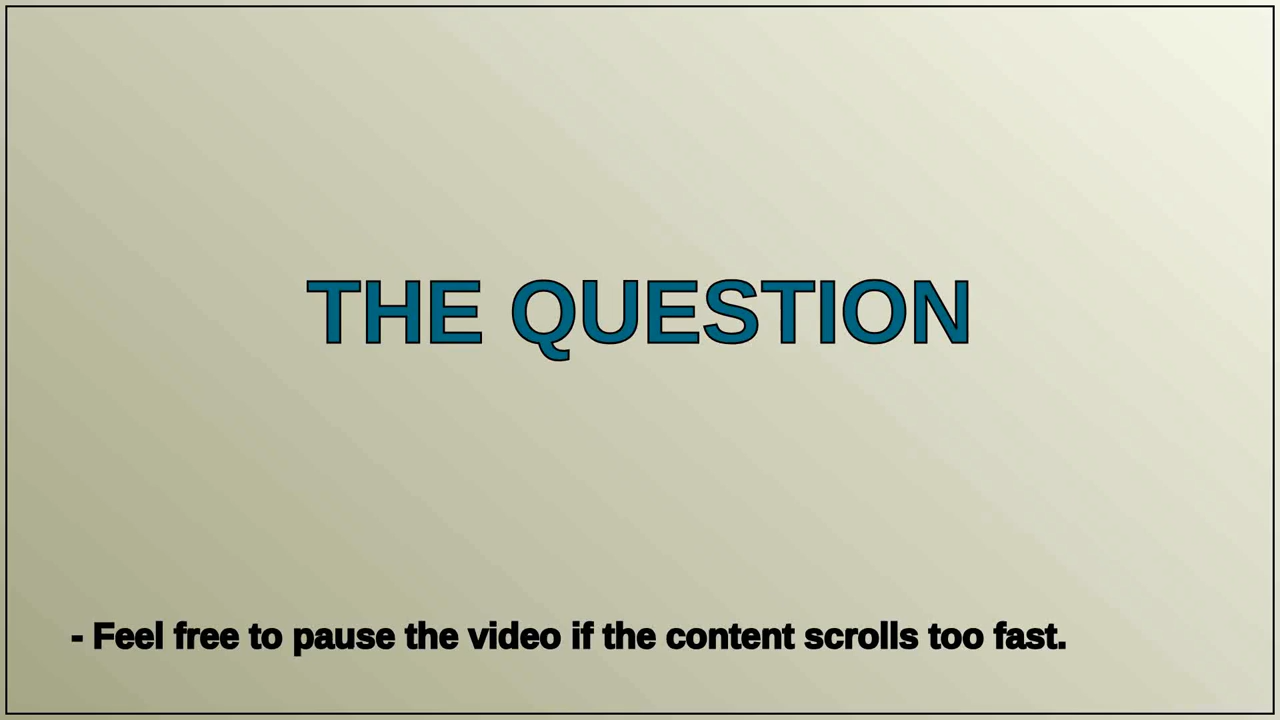 THE QUESTION
- Feel free to pause the video if the content scrolls too fast.